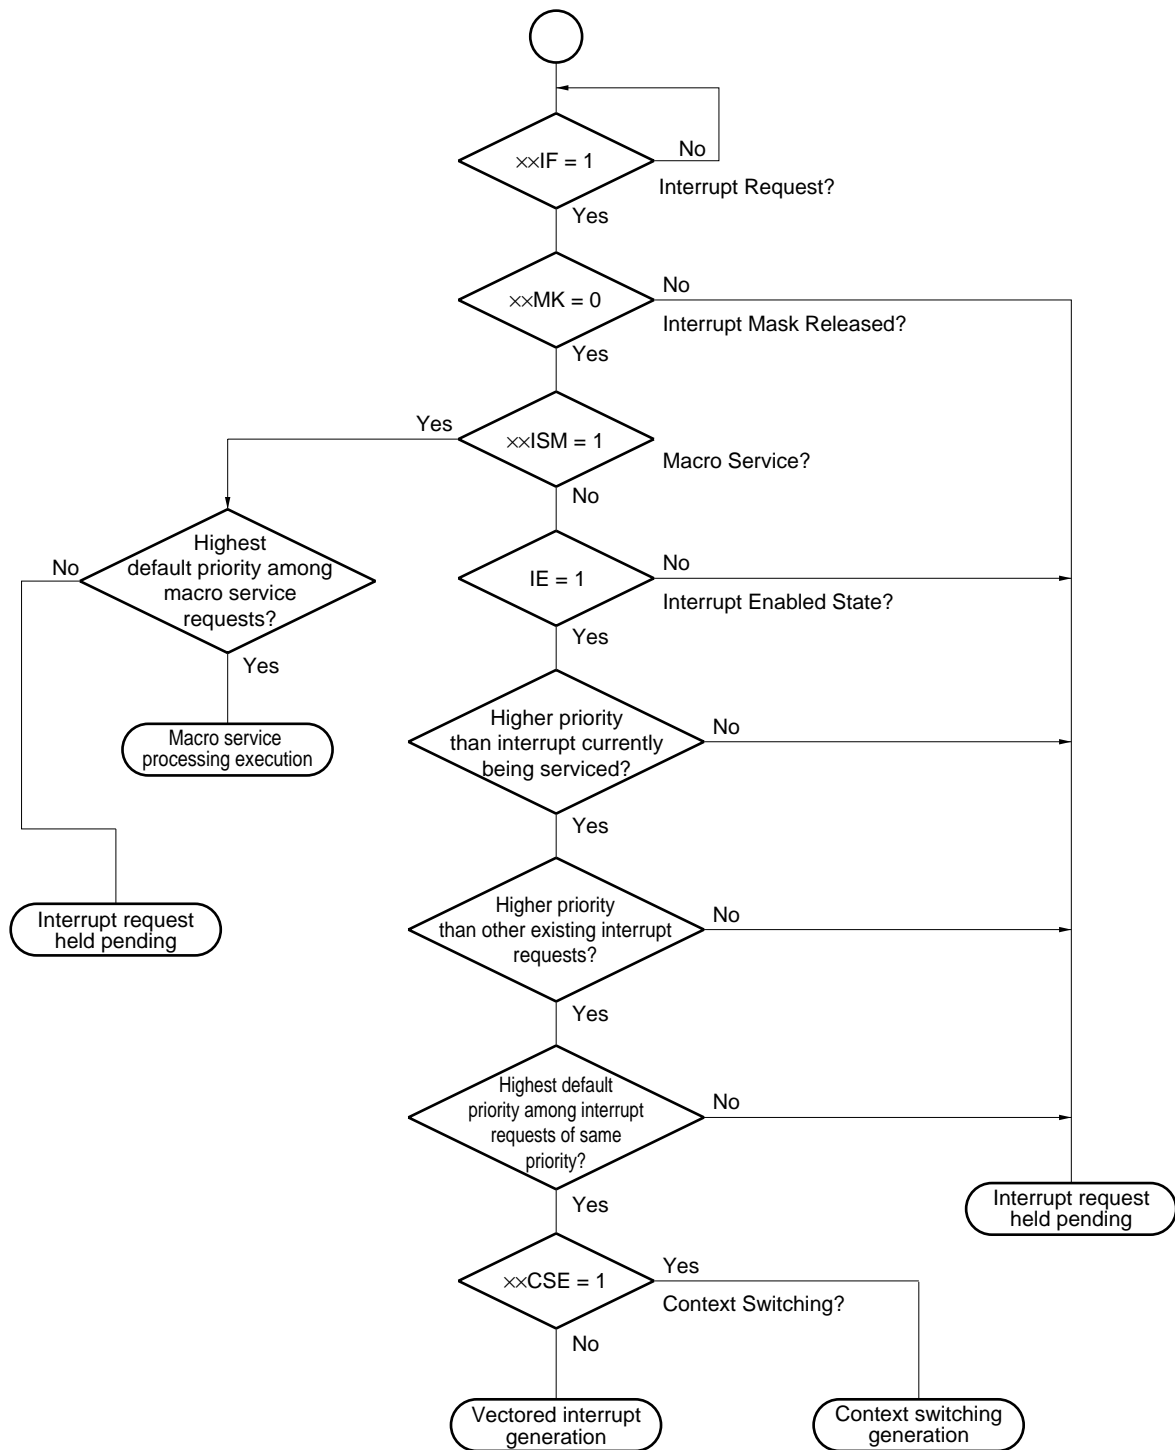 ××IF = 1
No
Interrupt Request?
Yes
××MK = 0
No
Interrupt Mask Released?
Yes
Yes
××ISM = 1
Macro Service?
No
Highest
default priority among
macro service
requests?
No
Yes
IE = 1
No
Interrupt Enabled State?
Yes
Macro service
processing execution
Higher priority
than interrupt currently
being serviced?
No
Yes
Interrupt request
held pending
Higher priority
than other existing interrupt
requests?
No
Yes
Highest default
priority among interrupt
requests of same
priority?
No
Yes
Interrupt request
held pending
××CSE = 1
Yes
Context Switching?
No
Vectored interrupt
generation
Context switching
generation